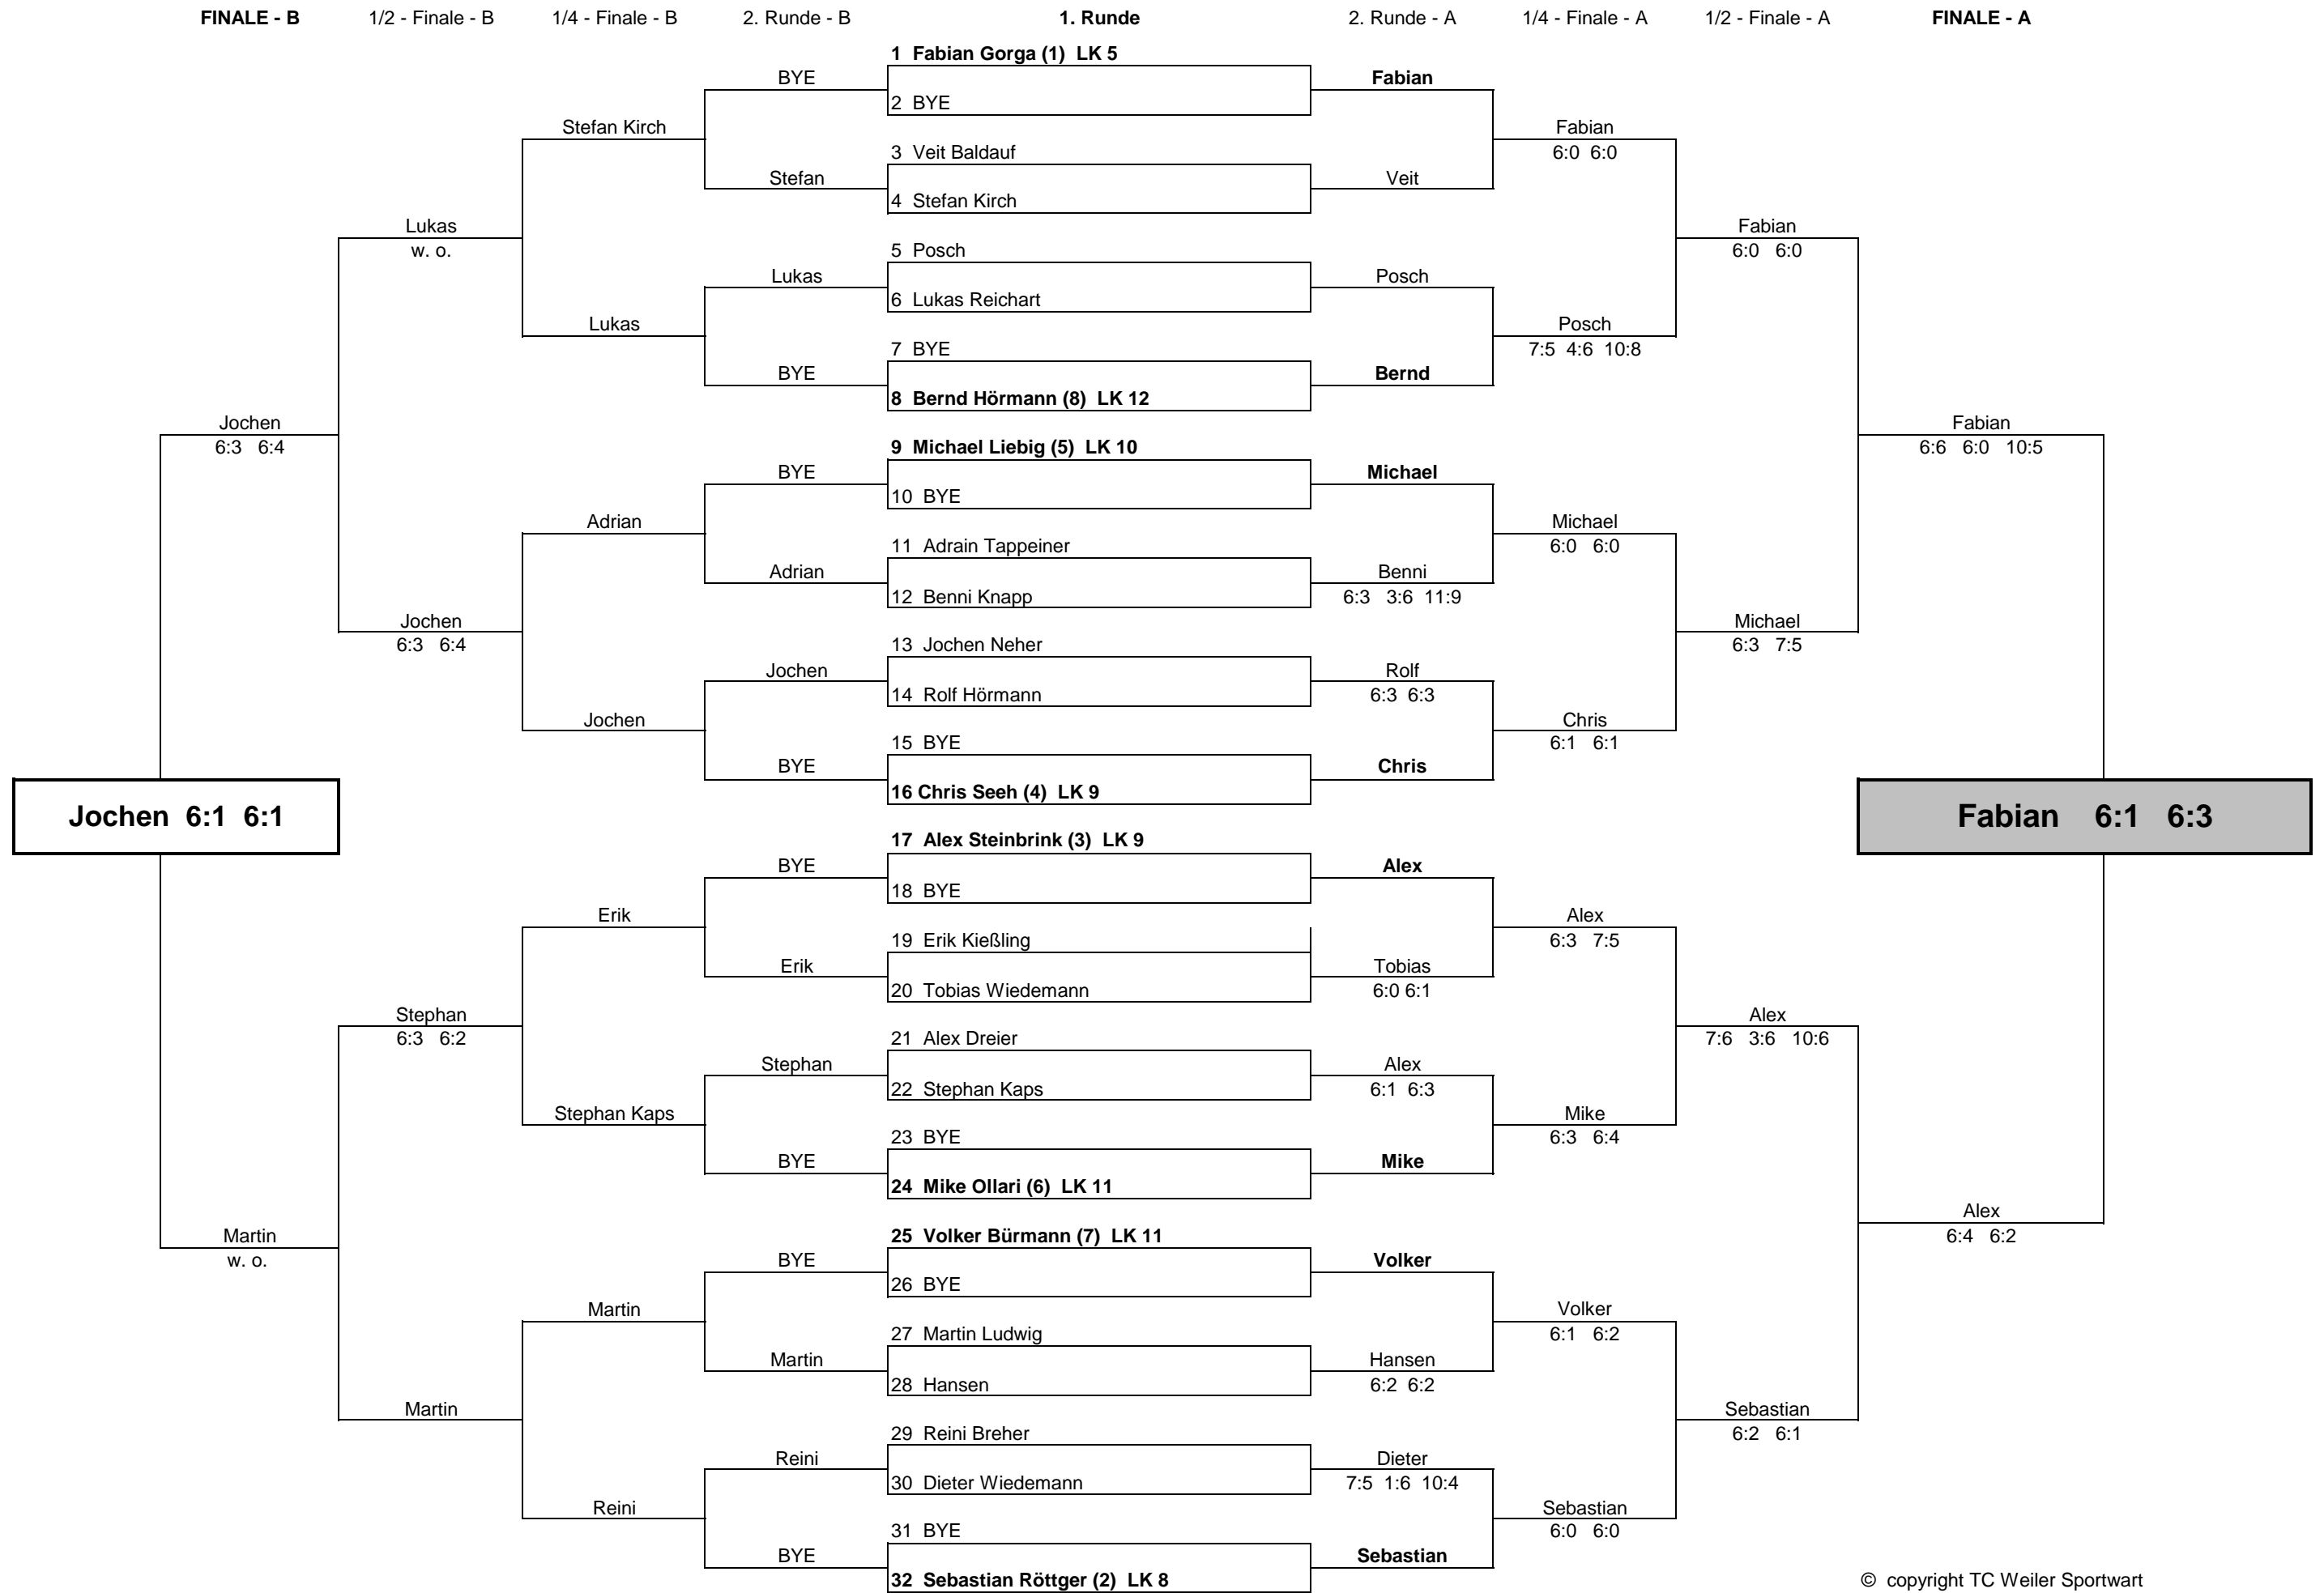 FINALE - B 1/2 - Finale - B 1/4 - Finale - B 2. Runde - B 1. Runde 2. Runde - A 1/4 - Finale - A 1/2 - Finale - A FINALE - A
1 Fabian Gorga (1) LK 5
BYE Fabian
2 BYE
Stefan Kirch Fabian
3 Veit Baldauf 6:0 6:0
Stefan Veit
4 Stefan Kirch
Lukas Fabian
w. o. 5 Posch 6:0 6:0
Lukas Posch
6 Lukas Reichart
Lukas Posch
7 BYE 7:5 4:6 10:8
BYE Bernd
8 Bernd Hörmann (8) LK 12
Jochen Fabian
6:3 6:4 9 Michael Liebig (5) LK 10 6:6 6:0 10:5
BYE Michael
10 BYE
Adrian Michael
11 Adrain Tappeiner 6:0 6:0
Adrian Benni
12 Benni Knapp 6:3 3:6 11:9
Jochen Michael
6:3 6:4 13 Jochen Neher 6:3 7:5
Jochen Rolf
14 Rolf Hörmann 6:3 6:3
Jochen Chris
15 BYE 6:1 6:1
BYE Chris
16 Chris Seeh (4) LK 9
Jochen 6:1 6:1 Fabian 6:1 6:3
17 Alex Steinbrink (3) LK 9
BYE Alex
18 BYE
Erik Alex
19 Erik Kießling 6:3 7:5
Erik Tobias
20 Tobias Wiedemann 6:0 6:1
Stephan Alex
6:3 6:2 21 Alex Dreier 7:6 3:6 10:6
Stephan Alex
22 Stephan Kaps 6:1 6:3
Stephan Kaps Mike
23 BYE 6:3 6:4
BYE Mike
24 Mike Ollari (6) LK 11
Alex
Martin 25 Volker Bürmann (7) LK 11 6:4 6:2
w. o. BYE Volker
26 BYE
Martin Volker
27 Martin Ludwig 6:1 6:2
Martin Hansen
28 Hansen 6:2 6:2
Martin Sebastian
29 Reini Breher 6:2 6:1
Reini Dieter
30 Dieter Wiedemann 7:5 1:6 10:4
Reini Sebastian
31 BYE 6:0 6:0
BYE Sebastian
32 Sebastian Röttger (2) LK 8 © copyright TC Weiler Sportwart